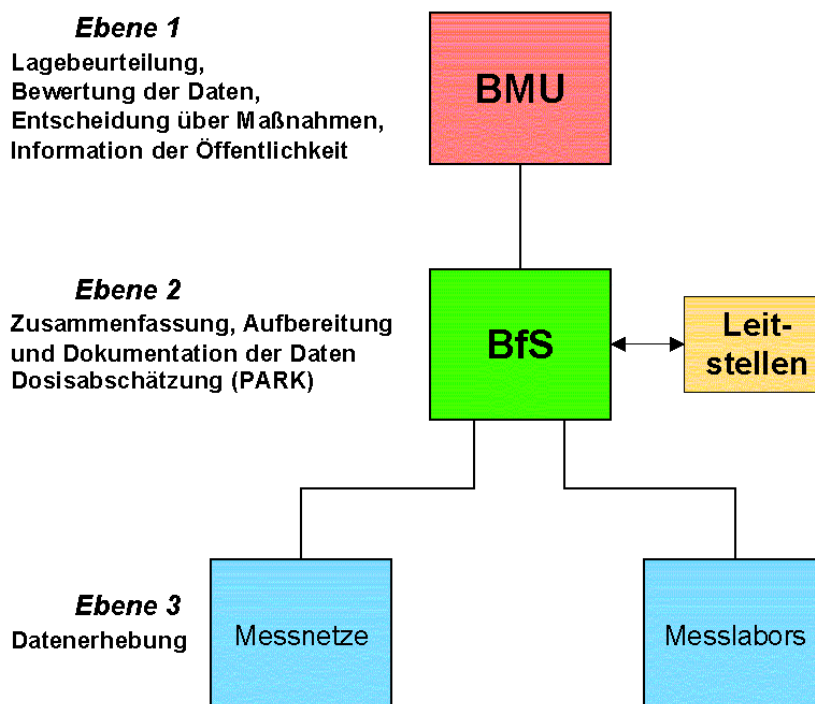 Ebene 1
Lagebeurteilung,
Bewertung der Daten,
Entscheidung über Maßnahmen,
Information der Öffentlichkeit
BMU
Ebene 2
Zusammenfassung, Aufbereitung
und Dokumentation der Daten
Dosisabschätzung (PARK)
BfS
Leit-
stellen
Ebene 3
Datenerhebung
Messnetze
Messlabors